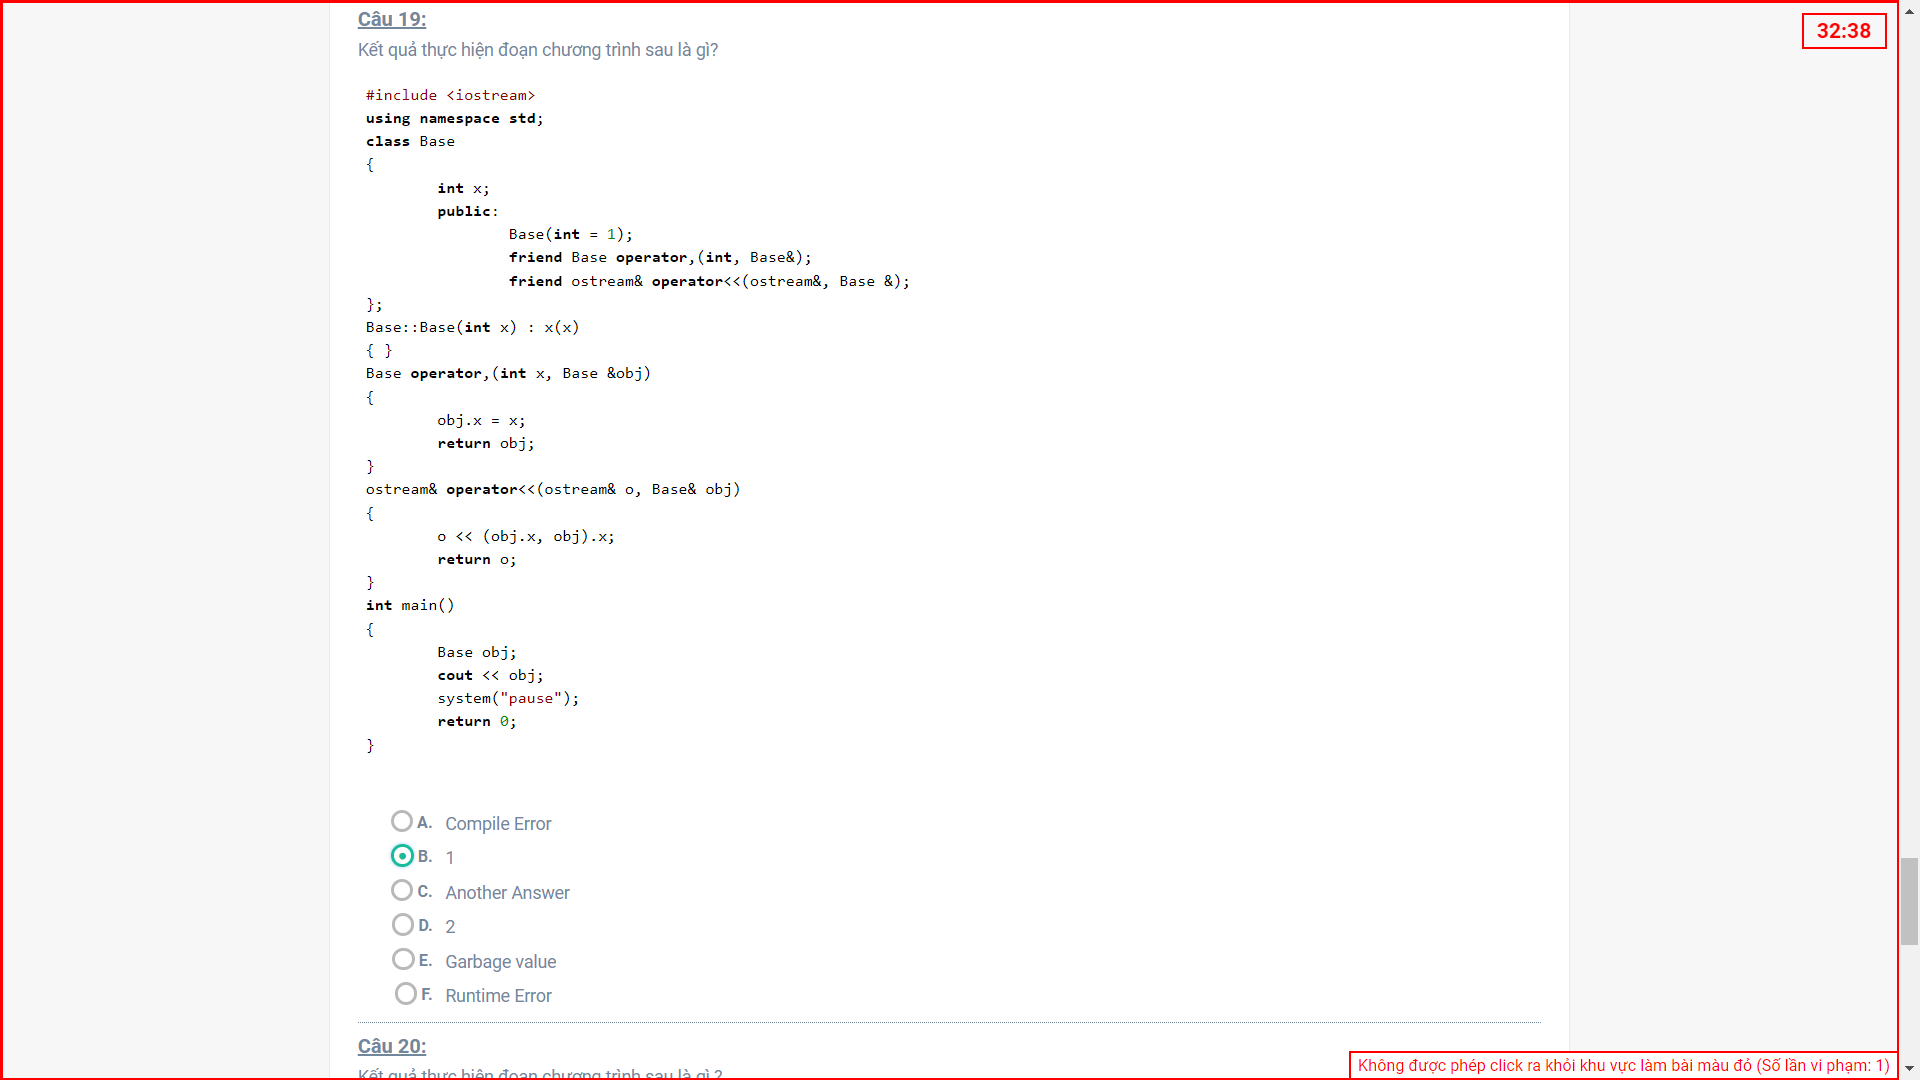 Câu 19:
32:38
Kết quả thực hiện đoạn chương trình sau là gì?
#include <iostream>
using namespace std;
class Base
{
int x;
public:
Base(int = 1);
friend Base operator,(int, Base&);
friend ostream& operator<<(ostream&, Base &);
};
Base::Base(int x) : x(x)
{ }
Base operator,(int x, Base &obj)
{
obj.x = x;
return obj;
}
ostream& operator<<(ostream& o, Base& obj)
{
o << (obj.x, obj).x;
return o;
}
int main()
{
Base obj;
cout << obj;
system("pause");
return 0;
}
A. Compile Error
B. 1
C. Another Answer
D. 2
E. Garbage value
F. Runtime Error
Câu 20:
Kết quả thực hiện đoạn chương trình sau là gì ?
Không được phép click ra khỏi khu vực làm bài màu đỏ (Số lần vi phạm: 1)